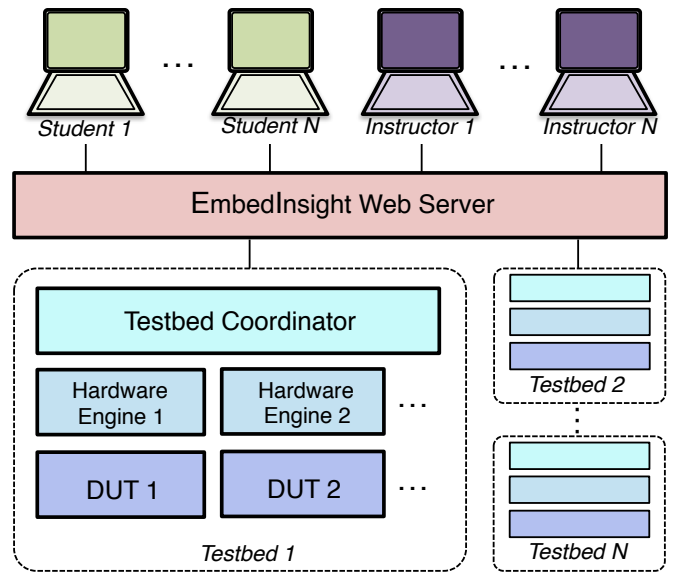 ...
...
Student 1
Student N
Instructor 1
Instructor N
EmbedInsight Web Server
Testbed Coordinator
Hardware
Engine 1
Hardware
Engine 2
...
DUT 1
DUT 2
...
Testbed 1
Testbed 2
Testbed N